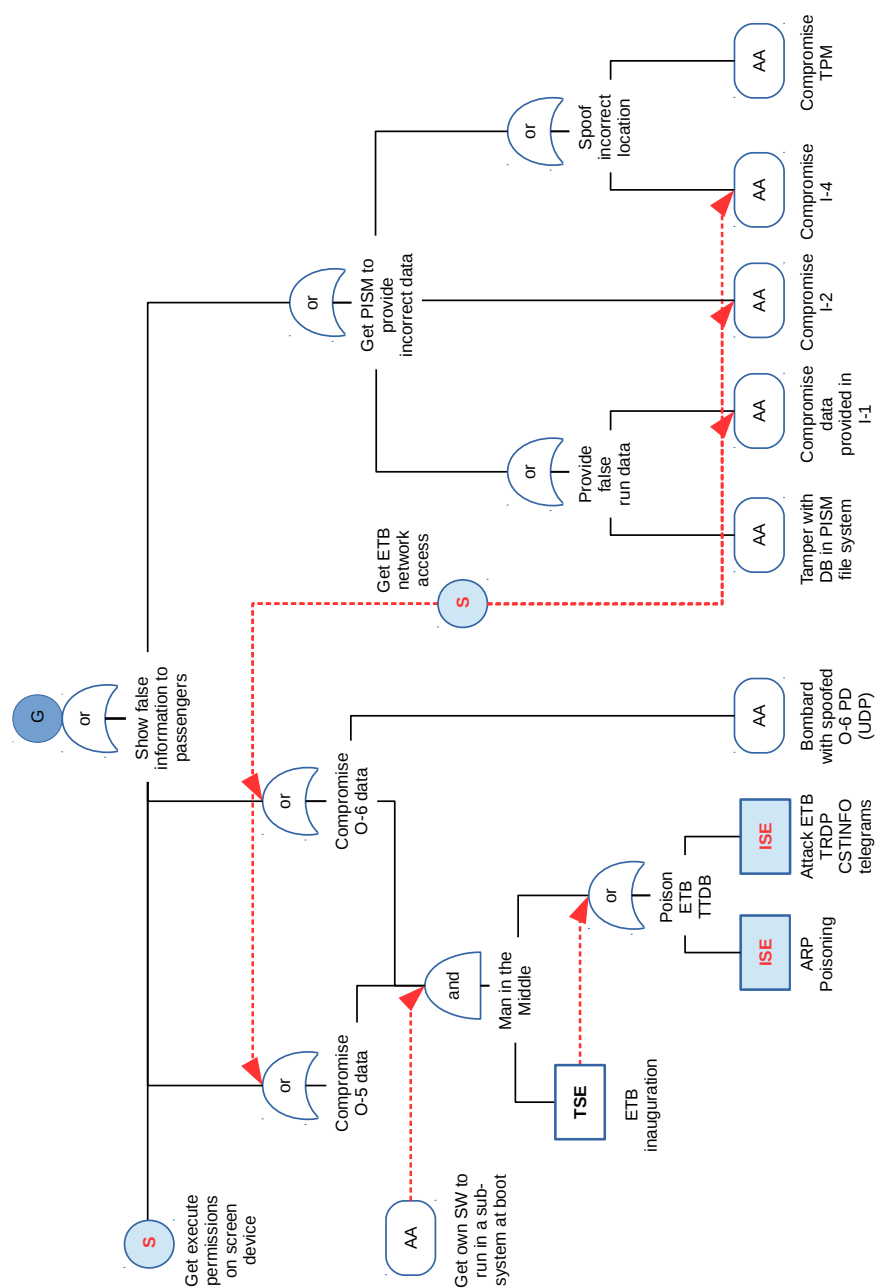 G
or
Show false
information to
passengers
S
Get execute
permissions
on screen
device
or
Compromise
O-5 data
or
Compromise
O-6 data
or
Get PISM to
provide
incorrect data
Get ETB
network
access
S
or
Provide
false
run data
or
Spoof
incorrect
location
AA
Get own SW to
run in a sub-
system at boot
and
Man in the
Middle
TSE
ETB
inauguration
or
Poison
ETB
TTDB
ISE
ARP
Poisoning
ISE
Attack ETB
TRDP
CSTINFO
telegrams
AA
Bombard
with spoofed
O-6 PD
(UDP)
AA
Tamper with
DB in PISM
file system
AA
Compromise
data
provided in
I-1
AA
Compromise
I-2
AA
Compromise
I-4
AA
Compromise
TPM